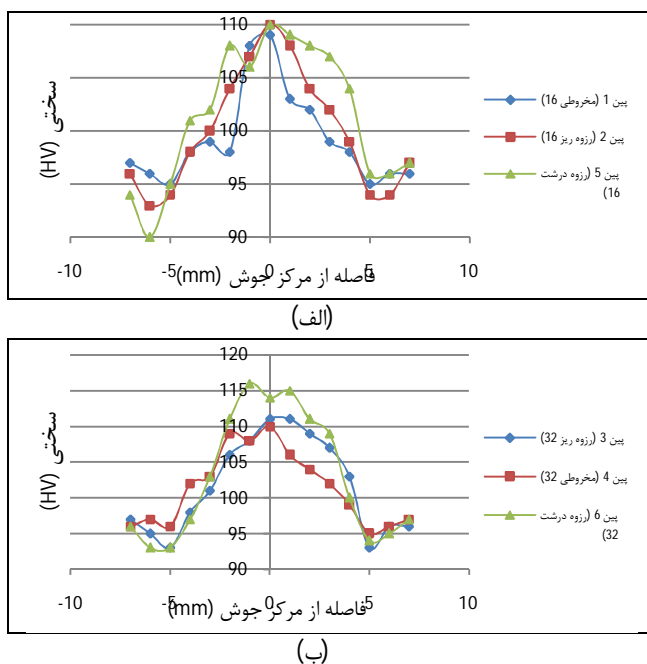 110
105
100
95
90
-10
-5
0
5
10
سختی (HV)
فاصله از مرکز جوش (mm)
پین 1 (مخروطی 16)
پین 2 (رزوه ریز 16)
پین 5 (رزوه درشت
16)
(الف)
120
115
110
105
100
95
90
-10
-5
0
5
10
سختی (HV)
فاصله از مرکز جوش (mm)
پین 3 (رزوه ریز 32)
پین 4 (مخروطی 32)
پین 6 (رزوه درشت
32)
(ب)